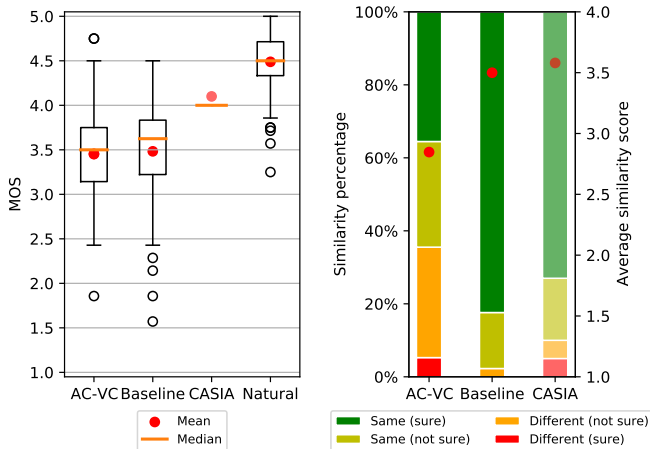 5.0
4.5
4.0
3.5
3.0
2.5
2.0
1.5
1.0
MOS
AC-VC Baseline CASIA Natural
Mean
Median
100%
80%
60%
40%
20%
0%
Similarity percentage
4.0
3.5
3.0
2.5
2.0
1.5
1.0
Average similarity score
AC-VC Baseline CASIA
Same (sure)
Same (not sure)
Different (not sure)
Different (sure)